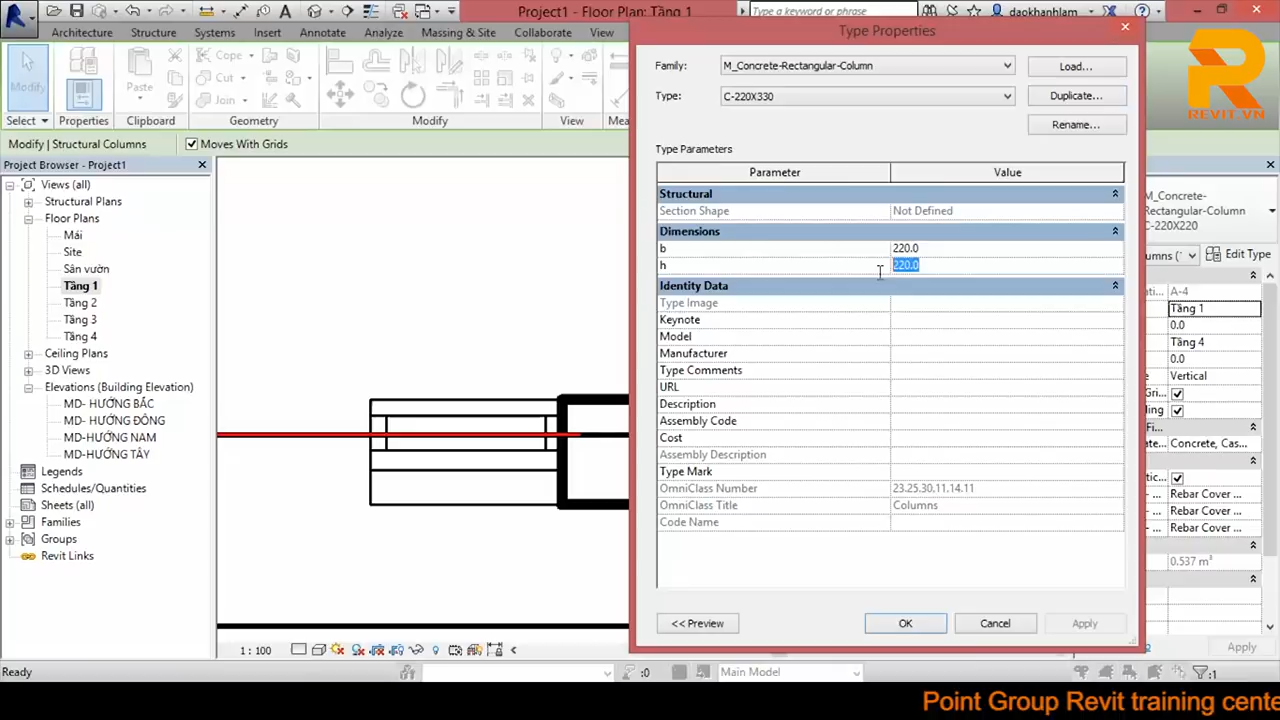 Project1 - Floor Plan: Tầng 1
Type a keyword or phrase
daokhanhlam
Architecture
Structure
Systems
Insert
Annotate
Analyze
Massing & Site
Collaborate
View
Modify
Paste
Cut
Cope
Join
Select
Properties
Clipboard
Geometry
Modify
View
Modify | Structural Columns
Moves With Grids
Project Browser - Project1
Views (all)
Structural Plans
Floor Plans
Mái
Site
Sân vườn
Tầng 1
Tầng 2
Tầng 3
Tầng 4
Ceiling Plans
3D Views
Elevations (Building Elevation)
MD- HƯỚNG BẮC
MD- HƯỚNG ĐÔNG
MD-HƯỚNG NAM
MD-HƯỚNG TÂY
Legends
Schedules/Quantities
Sheets (all)
Families
Groups
Revit Links
Type Properties
Family:
M_Concrete-Rectangular-Column
Load...
Type:
C-220X330
Duplicate...
Rename...
Type Parameters
Parameter
Value
Structural
Section Shape
Not Defined
Dimensions
b
220.0
h
220.0
Identity Data
Type Image
Keynote
Model
Manufacturer
Type Comments
URL
Description
Assembly Code
Cost
Assembly Description
Type Mark
OmniClass Number
23.25.30.11.14.11
OmniClass Title
Columns
Code Name
<< Preview
OK
Cancel
Apply
REVIT.VN
M_Concrete-
Rectangular-Column
C-220X220
Edit Type
A-4
Tầng 1
0.0
Tầng 4
0.0
Vertical
Concrete, Cas...
Rebar Cover ...
Rebar Cover ...
Rebar Cover ...
0.537 m³
Apply
1 : 100
Ready
:0
Main Model
:1
Point Group Revit training cente